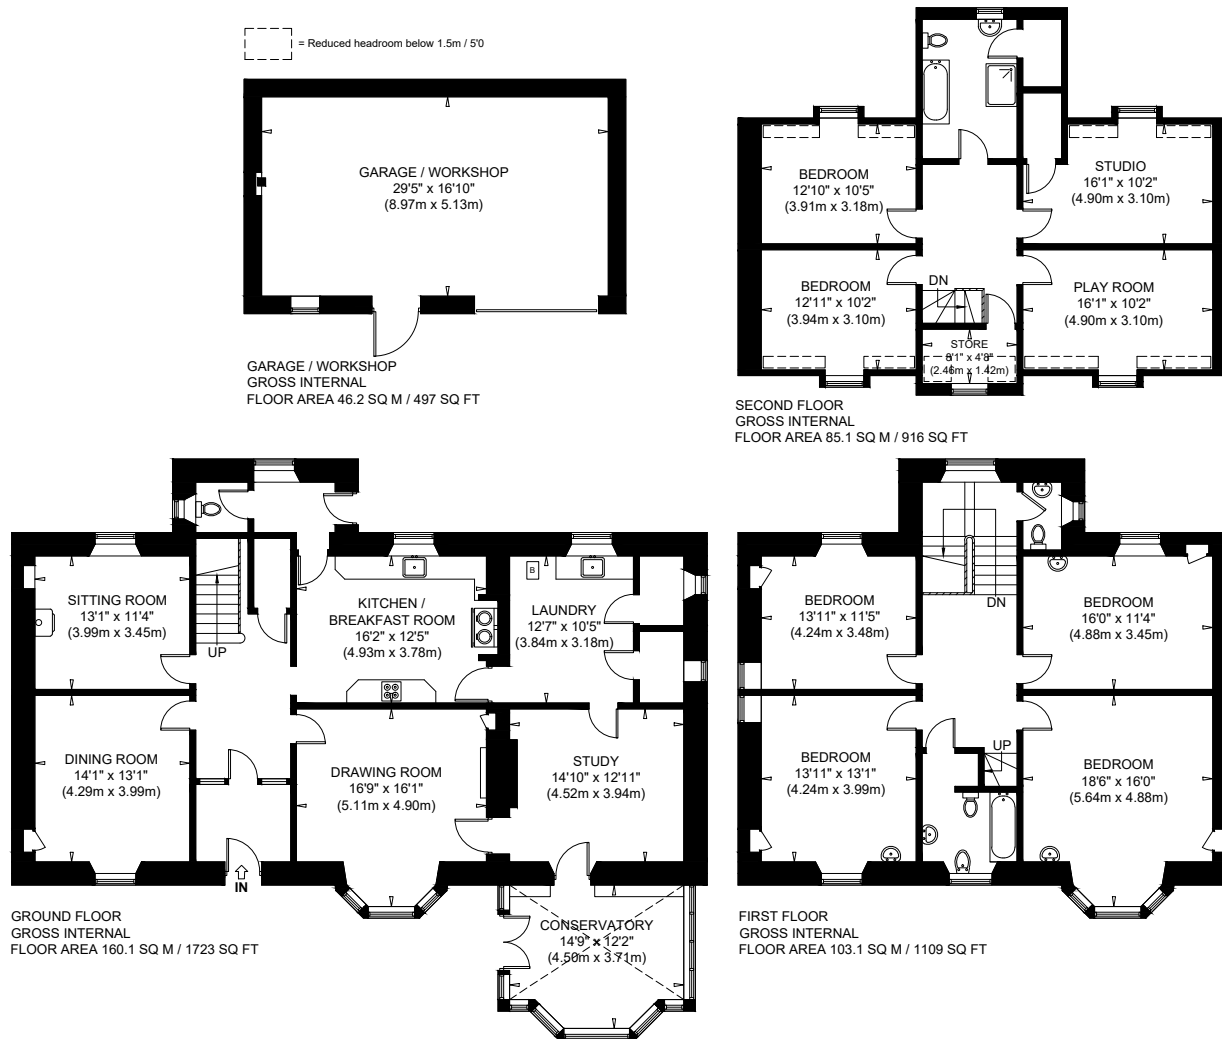 = Reduced headroom below 1.5m / 5'0
GARAGE / WORKSHOP
29'5" x 16'10"
(8.97m x 5.13m)
GARAGE / WORKSHOP
GROSS INTERNAL
FLOOR AREA 46.2 SQ M / 497 SQ FT
BEDROOM
12'10" x 10'5"
(3.91m x 3.18m)
STUDIO
16'1" x 10'2"
(4.90m x 3.10m)
BEDROOM
12'11" x 10'2"
(3.94m x 3.10m)
DN
PLAY ROOM
16'1" x 10'2"
(4.90m x 3.10m)
STORE
8'1" x 4'8"
(2.46m x 1.42m)
SECOND FLOOR
GROSS INTERNAL
FLOOR AREA 85.1 SQ M / 916 SQ FT
SITTING ROOM
13'1" x 11'4"
(3.99m x 3.45m)
UP
KITCHEN /
BREAKFAST ROOM
16'2" x 12'5"
(4.93m x 3.78m)
B
LAUNDRY
12'7" x 10'5"
(3.84m x 3.18m)
DINING ROOM
14'1" x 13'1"
(4.29m x 3.99m)
DRAWING ROOM
16'9" x 16'1"
(5.11m x 4.90m)
STUDY
14'10" x 12'11"
(4.52m x 3.94m)
IN
CONSERVATORY
14'9" x 12'2"
(4.50m x 3.71m)
GROUND FLOOR
GROSS INTERNAL
FLOOR AREA 160.1 SQ M / 1723 SQ FT
BEDROOM
13'11" x 11'5"
(4.24m x 3.48m)
DN
BEDROOM
16'0" x 11'4"
(4.88m x 3.45m)
BEDROOM
13'11" x 13'1"
(4.24m x 3.99m)
UP
BEDROOM
18'6" x 16'0"
(5.64m x 4.88m)
FIRST FLOOR
GROSS INTERNAL
FLOOR AREA 103.1 SQ M / 1109 SQ FT